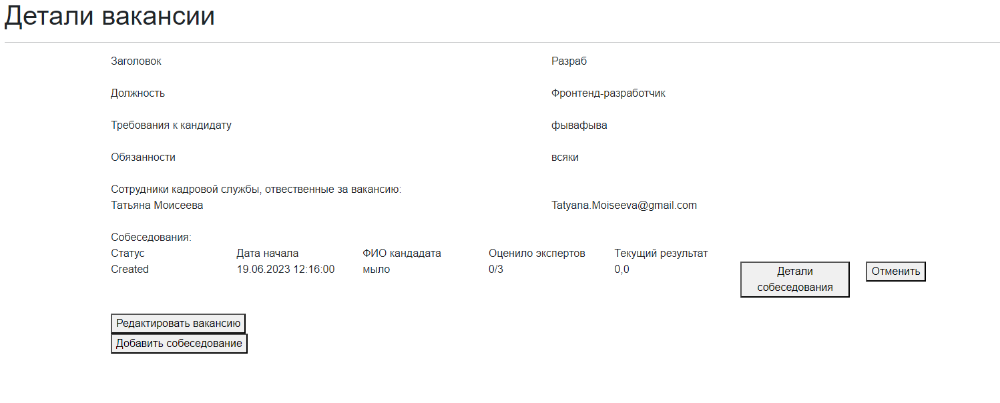 Детали вакансии
Заголовок Разраб
Должность Фронтенд-разработчик
Требования к кандидату фывафыва
Обязанности всяки
Сотрудники кадровой службы, отвественные за вакансию:
Татьяна Моисеева Tatyana.Moiseeva@gmail.com
Собеседования:
Статус Дата начала ФИО кандадата Оценило экспертов Текущий результат
Created 19.06.2023 12:16:00 мыло 0/3 0,0 Детали собеседования Отменить
Редактировать вакансию
Добавить собеседование